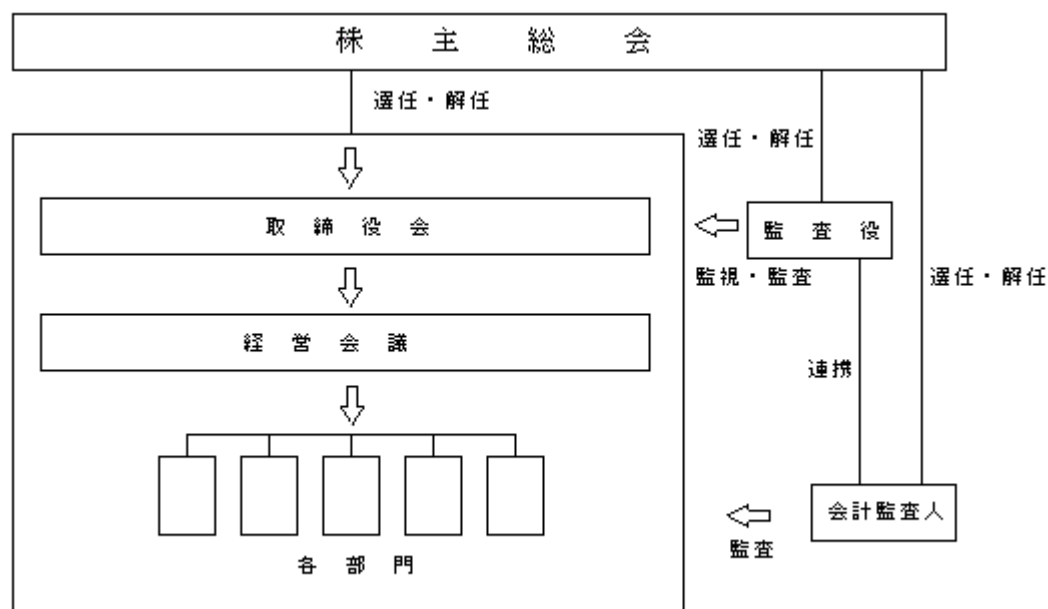 株主総会
選任・解任
選任・解任
取締役会
監査役
監視・監査
選任・解任
経営会議
連携
会計監査人
監査
各部門